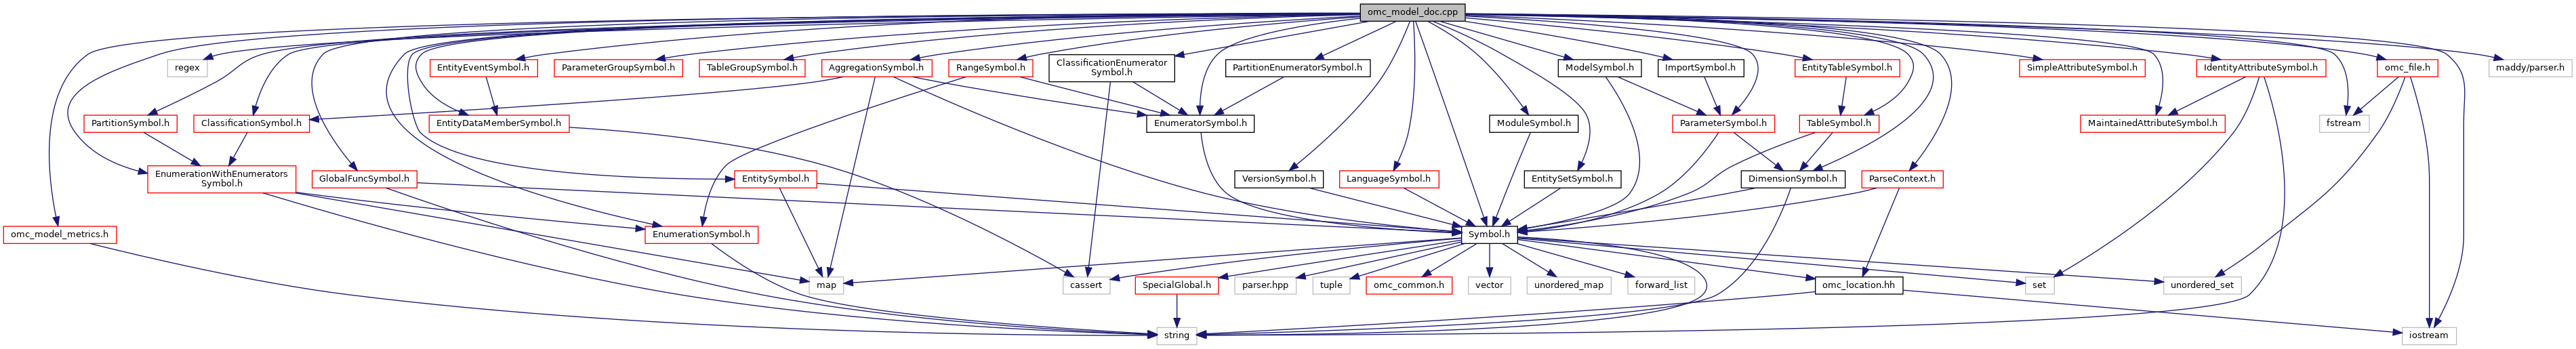 omc_model_doc.cpp
regex
EntityEventSymbol.h
ParameterGroupSymbol.h
TableGroupSymbol.h
AggregationSymbol.h
RangeSymbol.h
ClassificationEnumerator
Symbol.h
PartitionEnumeratorSymbol.h
ModelSymbol.h
ImportSymbol.h
EntityTableSymbol.h
SimpleAttributeSymbol.h
IdentityAttributeSymbol.h
omc_file.h
maddy/parser.h
PartitionSymbol.h
ClassificationSymbol.h
EntityDataMemberSymbol.h
EnumeratorSymbol.h
ModuleSymbol.h
ParameterSymbol.h
TableSymbol.h
MaintainedAttributeSymbol.h
fstream
EnumerationWithEnumerators
Symbol.h
GlobalFuncSymbol.h
EntitySymbol.h
VersionSymbol.h
LanguageSymbol.h
EntitySetSymbol.h
DimensionSymbol.h
ParseContext.h
omc_model_metrics.h
EnumerationSymbol.h
Symbol.h
map
cassert
SpecialGlobal.h
parser.hpp
tuple
omc_common.h
vector
unordered_map
forward_list
omc_location.hh
set
unordered_set
string
iostream